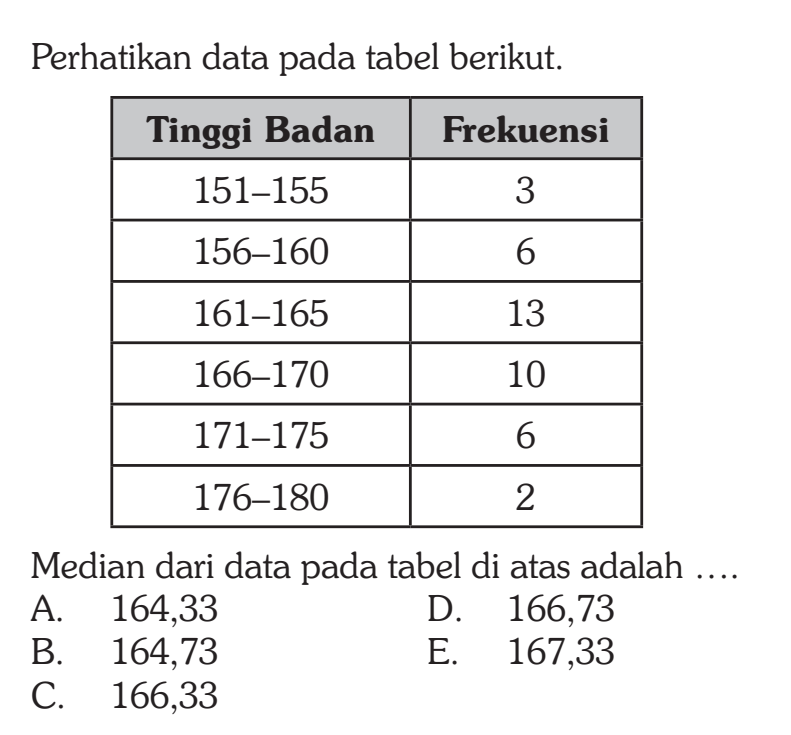 Perhatikan data pada tabel berikut.
Tinggi Badan Frekuensi
151–155 3
156–160 6
161–165 13
166–170 10
171–175 6
176–180 2
Median dari data pada tabel di atas adalah ....
A. 164,33 D. 166,73
B. 164,73 E. 167,33
C. 166,33